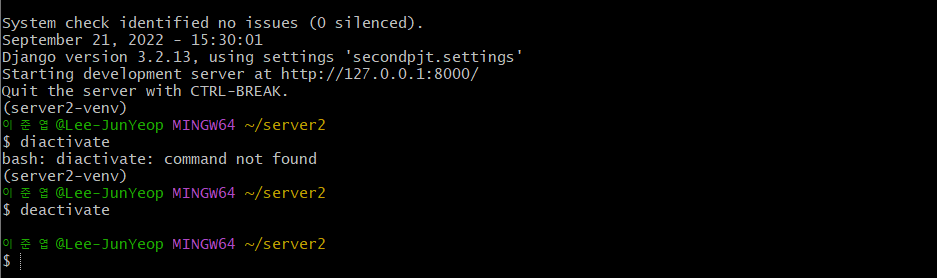 System check identified no issues (0 silenced).
September 21, 2022 - 15:30:01
Django version 3.2.13, using settings 'secondpjt.settings'
Starting development server at http://127.0.0.1:8000/
Quit the server with CTRL-BREAK.
(server2-venv)
이준엽@Lee-JunYeop MINGW64 ~/server2
$ diactivate
bash: diactivate: command not found
(server2-venv)
이준엽@Lee-JunYeop MINGW64 ~/server2
$ deactivate
이준엽@Lee-JunYeop MINGW64 ~/server2
$